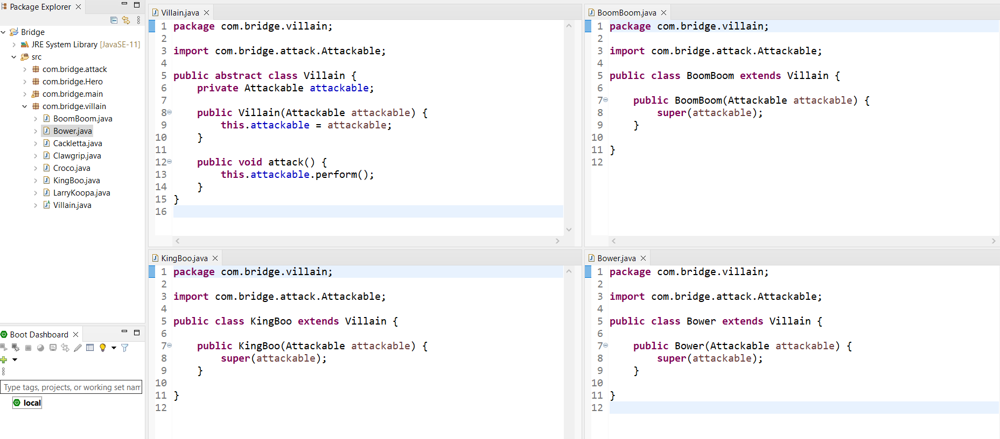 Package Explorer
Bridge
JRE System Library [JavaSE-11]
src
com.bridge.attack
com.bridge.Hero
com.bridge.main
com.bridge.villain
BoomBoom.java
Bower.java
Cackletta.java
Clawgrip.java
Croco.java
KingBoo.java
LarryKoopa.java
Villain.java
Boot Dashboard
Type tags, projects, or working set nam
local
Villain.java
1 package com.bridge.villain;
2
3 import com.bridge.attack.Attackable;
4
5 public abstract class Villain {
6 private Attackable attackable;
7
8 public Villain(Attackable attackable) {
9 this.attackable = attackable;
10 }
11
12 public void attack() {
13 this.attackable.perform();
14 }
15 }
16
BoomBoom.java
1 package com.bridge.villain;
2
3 import com.bridge.attack.Attackable;
4
5 public class BoomBoom extends Villain {
6
7 public BoomBoom(Attackable attackable) {
8 super(attackable);
9 }
10
11 }
12
KingBoo.java
1 package com.bridge.villain;
2
3 import com.bridge.attack.Attackable;
4
5 public class KingBoo extends Villain {
6
7 public KingBoo(Attackable attackable) {
8 super(attackable);
9 }
10
11 }
12
Bower.java
1 package com.bridge.villain;
2
3 import com.bridge.attack.Attackable;
4
5 public class Bower extends Villain {
6
7 public Bower(Attackable attackable) {
8 super(attackable);
9 }
10
11 }
12